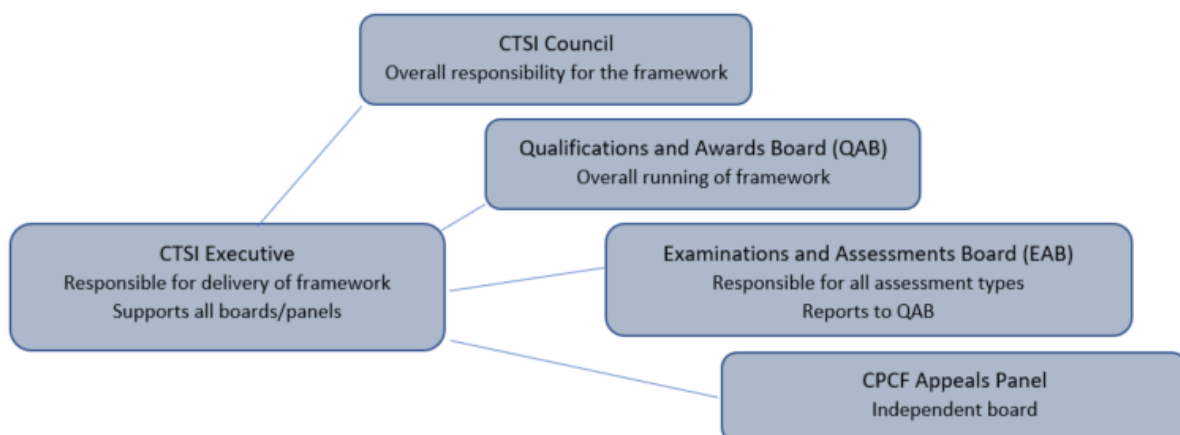 CTSI Council
Overall responsibility for the framework
Qualifications and Awards Board (QAB)
Overall running of framework
CTSI Executive
Responsible for delivery of framework
Supports all boards/panels
Examinations and Assessments Board (EAB)
Responsible for all assessment types
Reports to QAB
CPCF Appeals Panel
Independent board